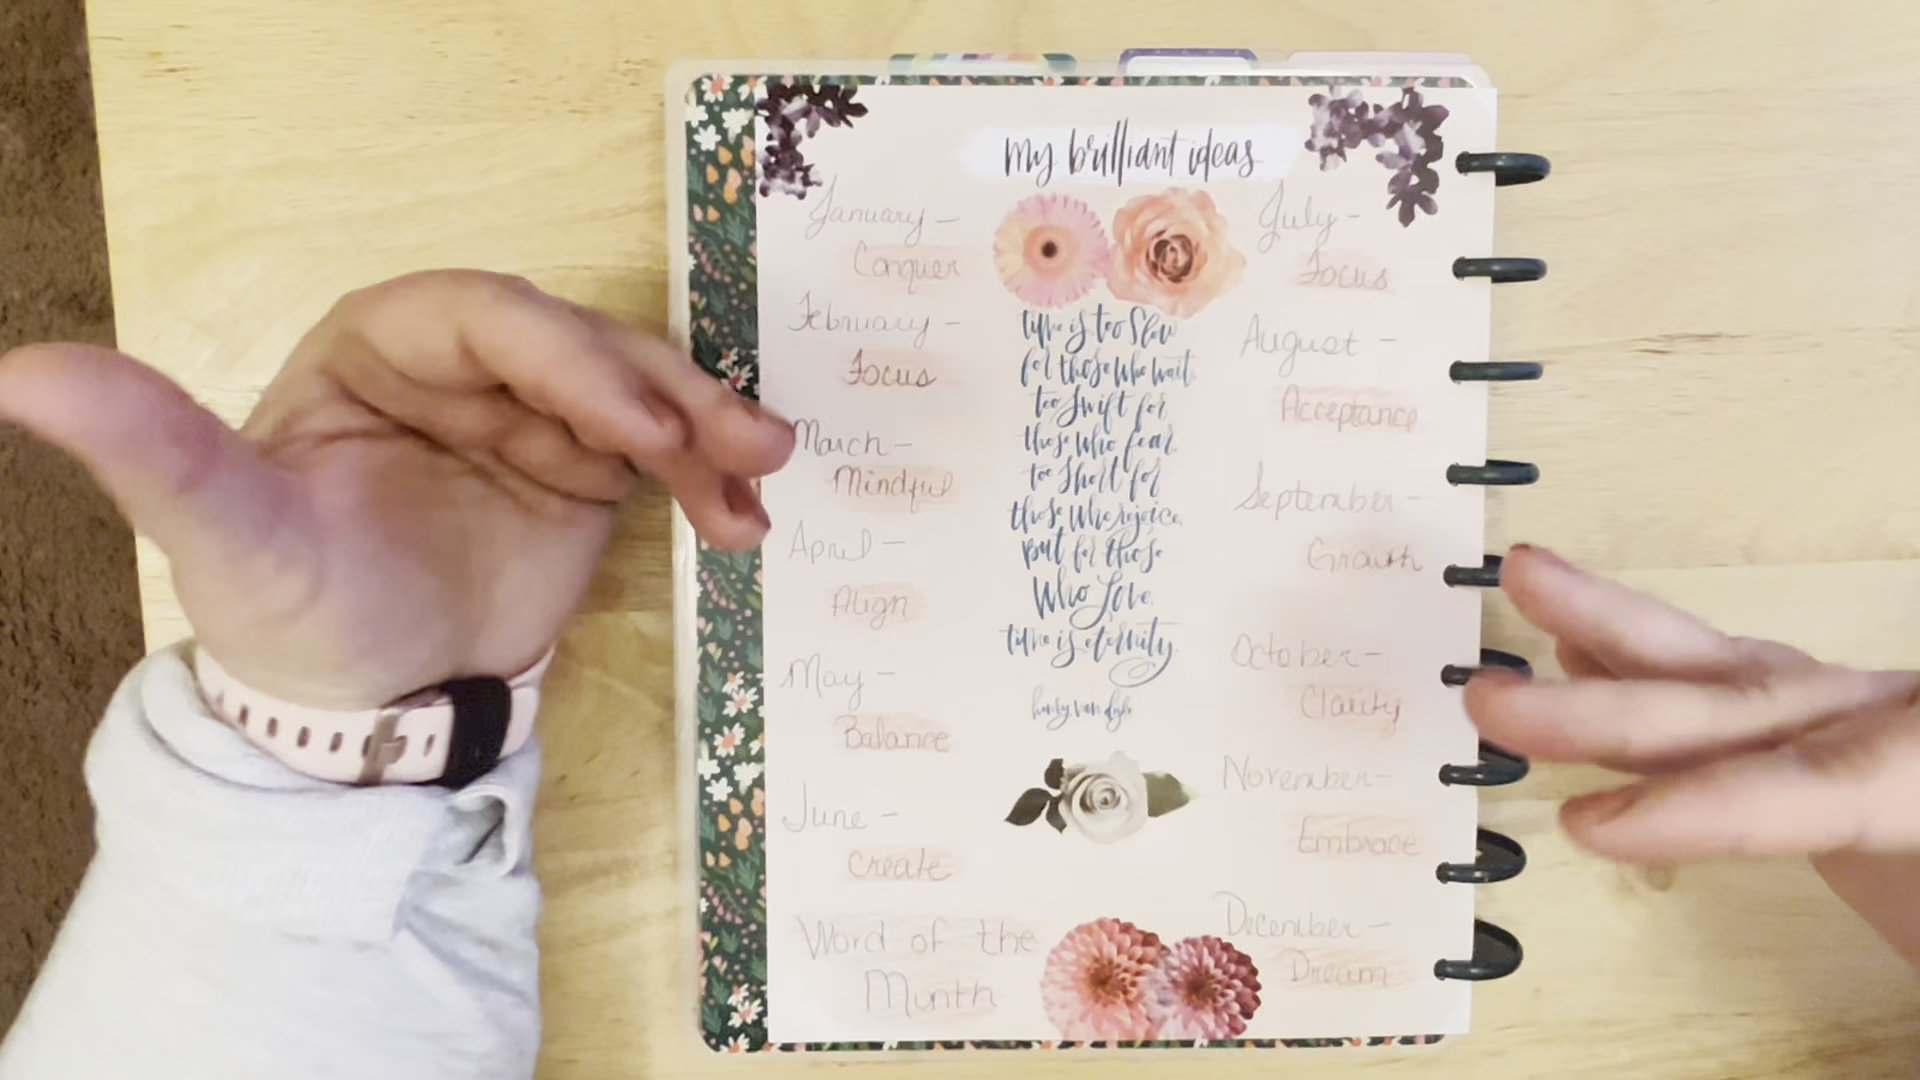 my brilliant ideas
January -
Conquer
February -
Focus
March -
Mindful
April -
Align
May -
Balance
June -
Create
Word of the
Month
time is too slow
for those who wait,
too swift for
those who fear,
too short for
those who rejoice,
but for those
who love,
time is eternity.
henry van dyke
July -
Focus
August -
Acceptance
September -
Growth
October -
Clarity
November -
Embrace
December -
Dream